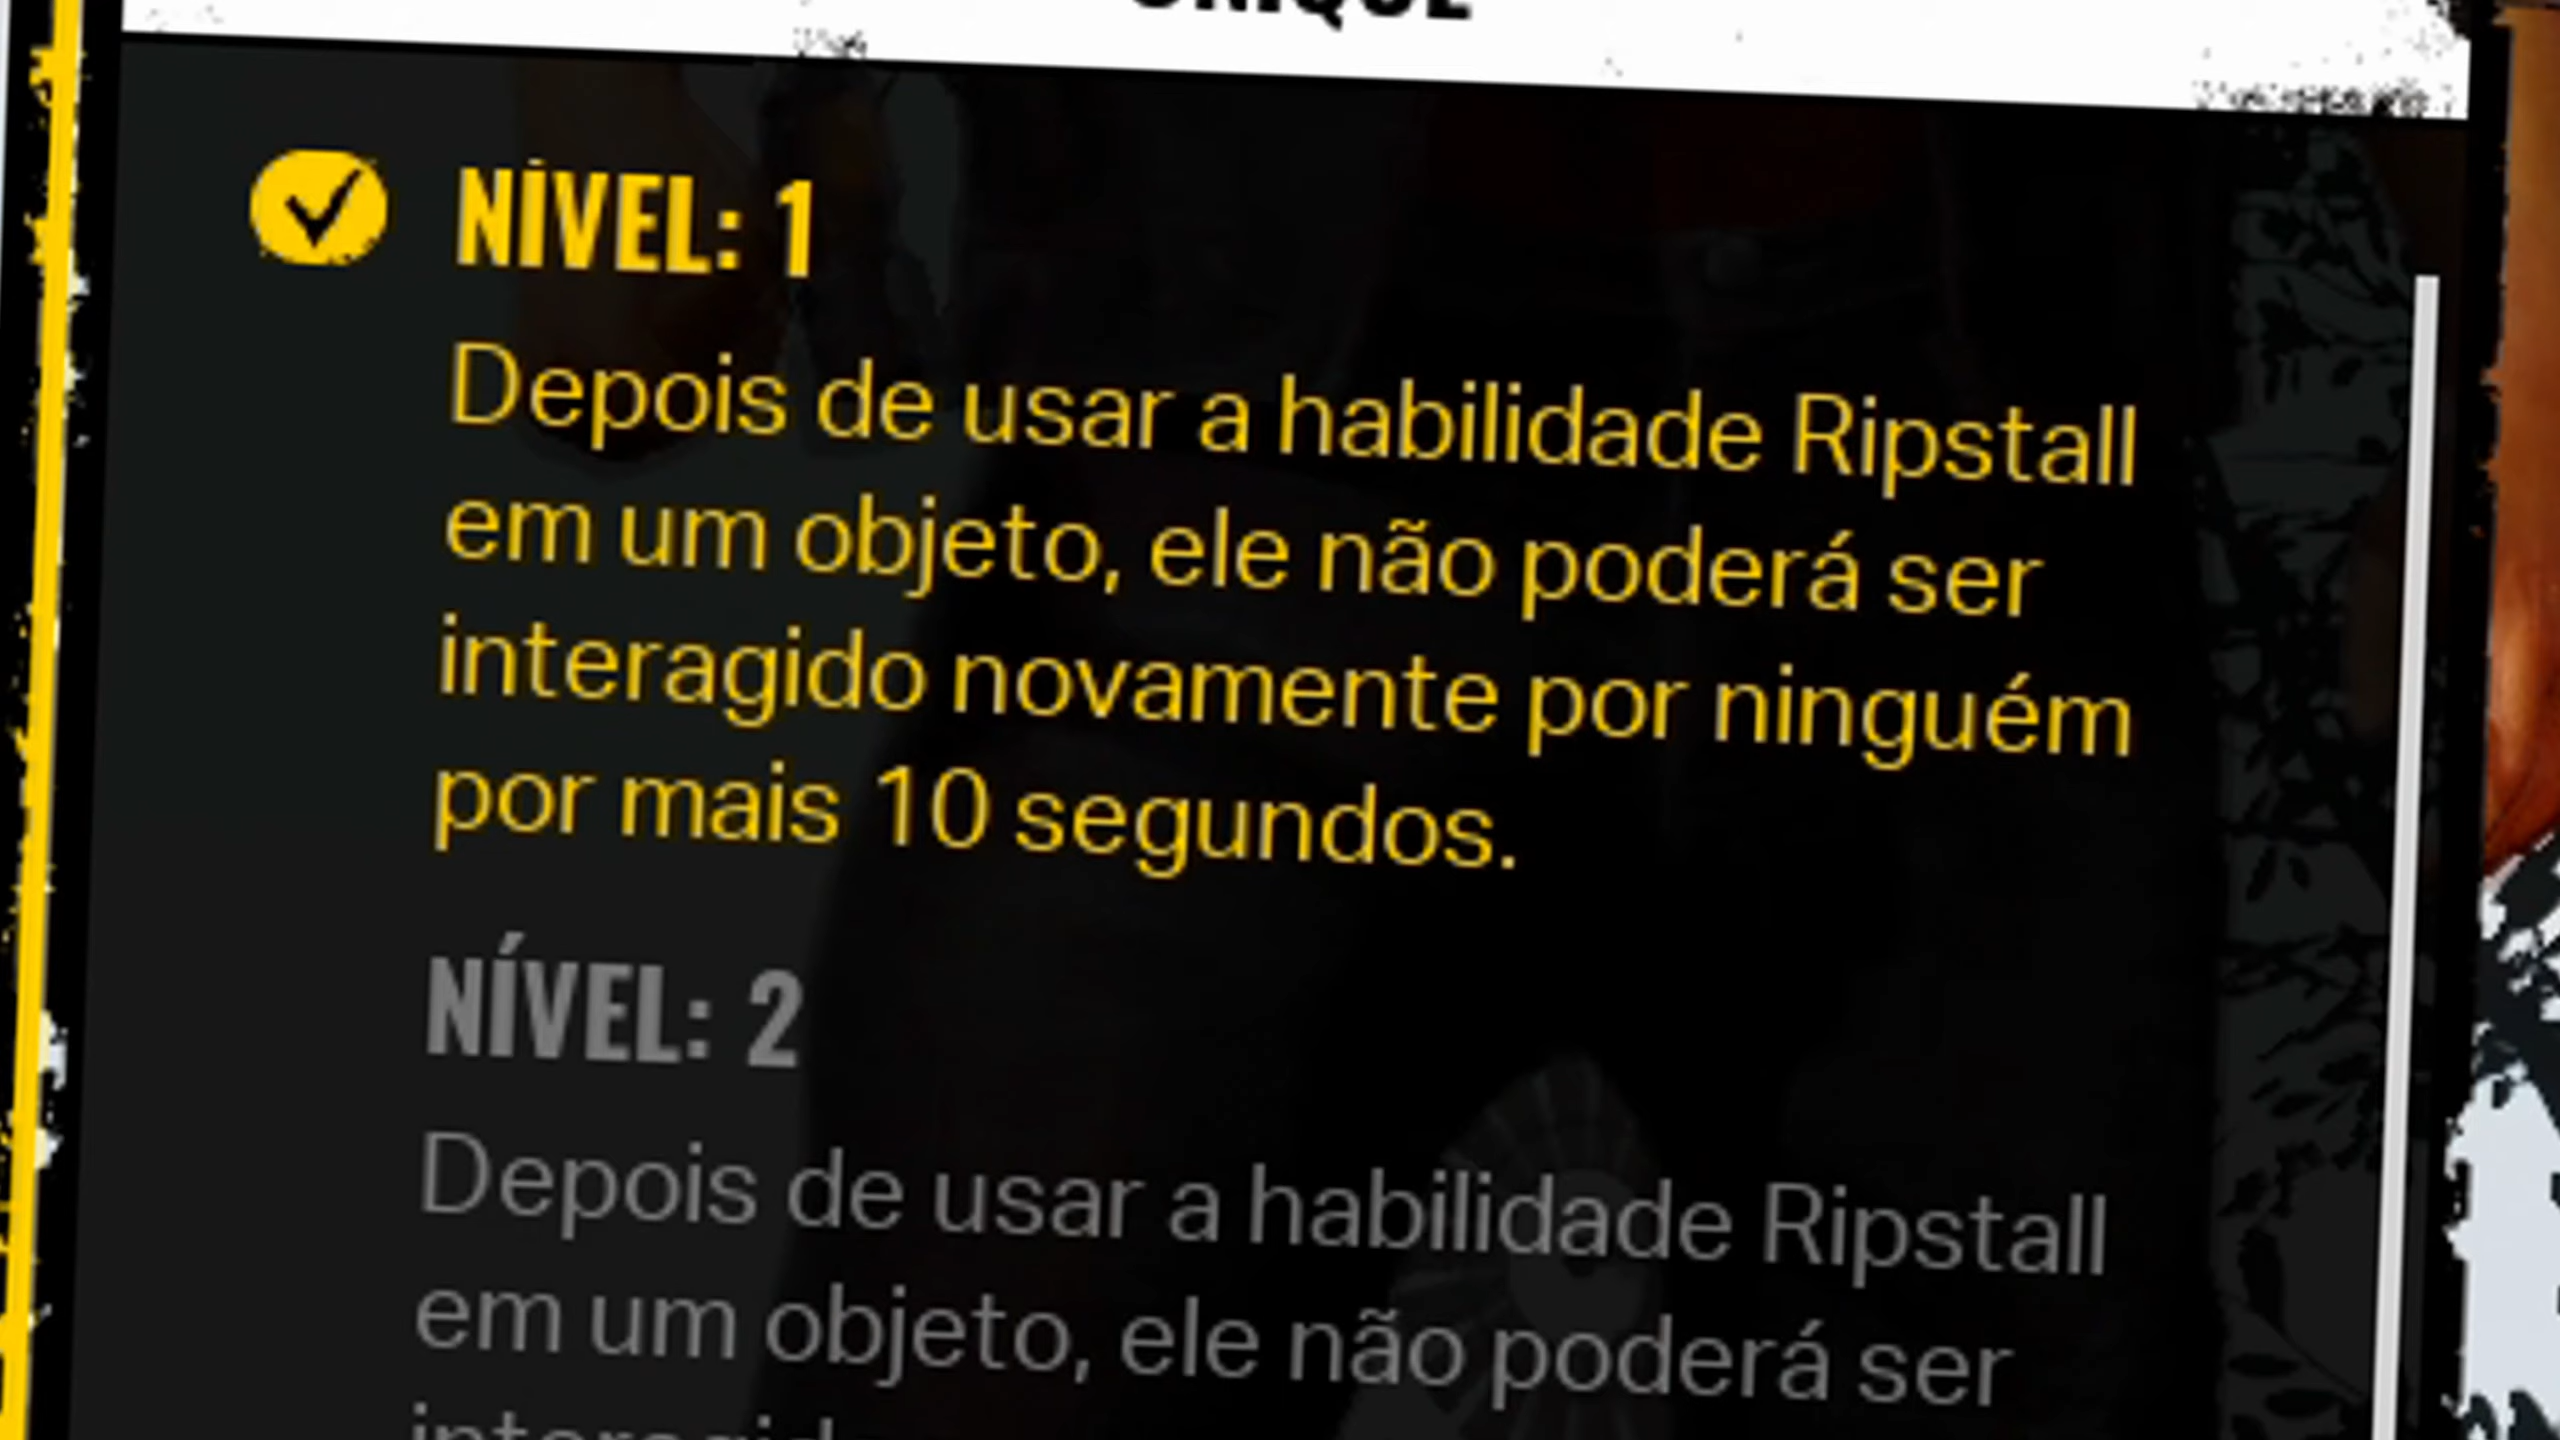 UNIQUE
NÍVEL: 1
Depois de usar a habilidade Ripstall
em um objeto, ele não poderá ser
interagido novamente por ninguém
por mais 10 segundos.
NÍVEL: 2
Depois de usar a habilidade Ripstall
em um objeto, ele não poderá ser